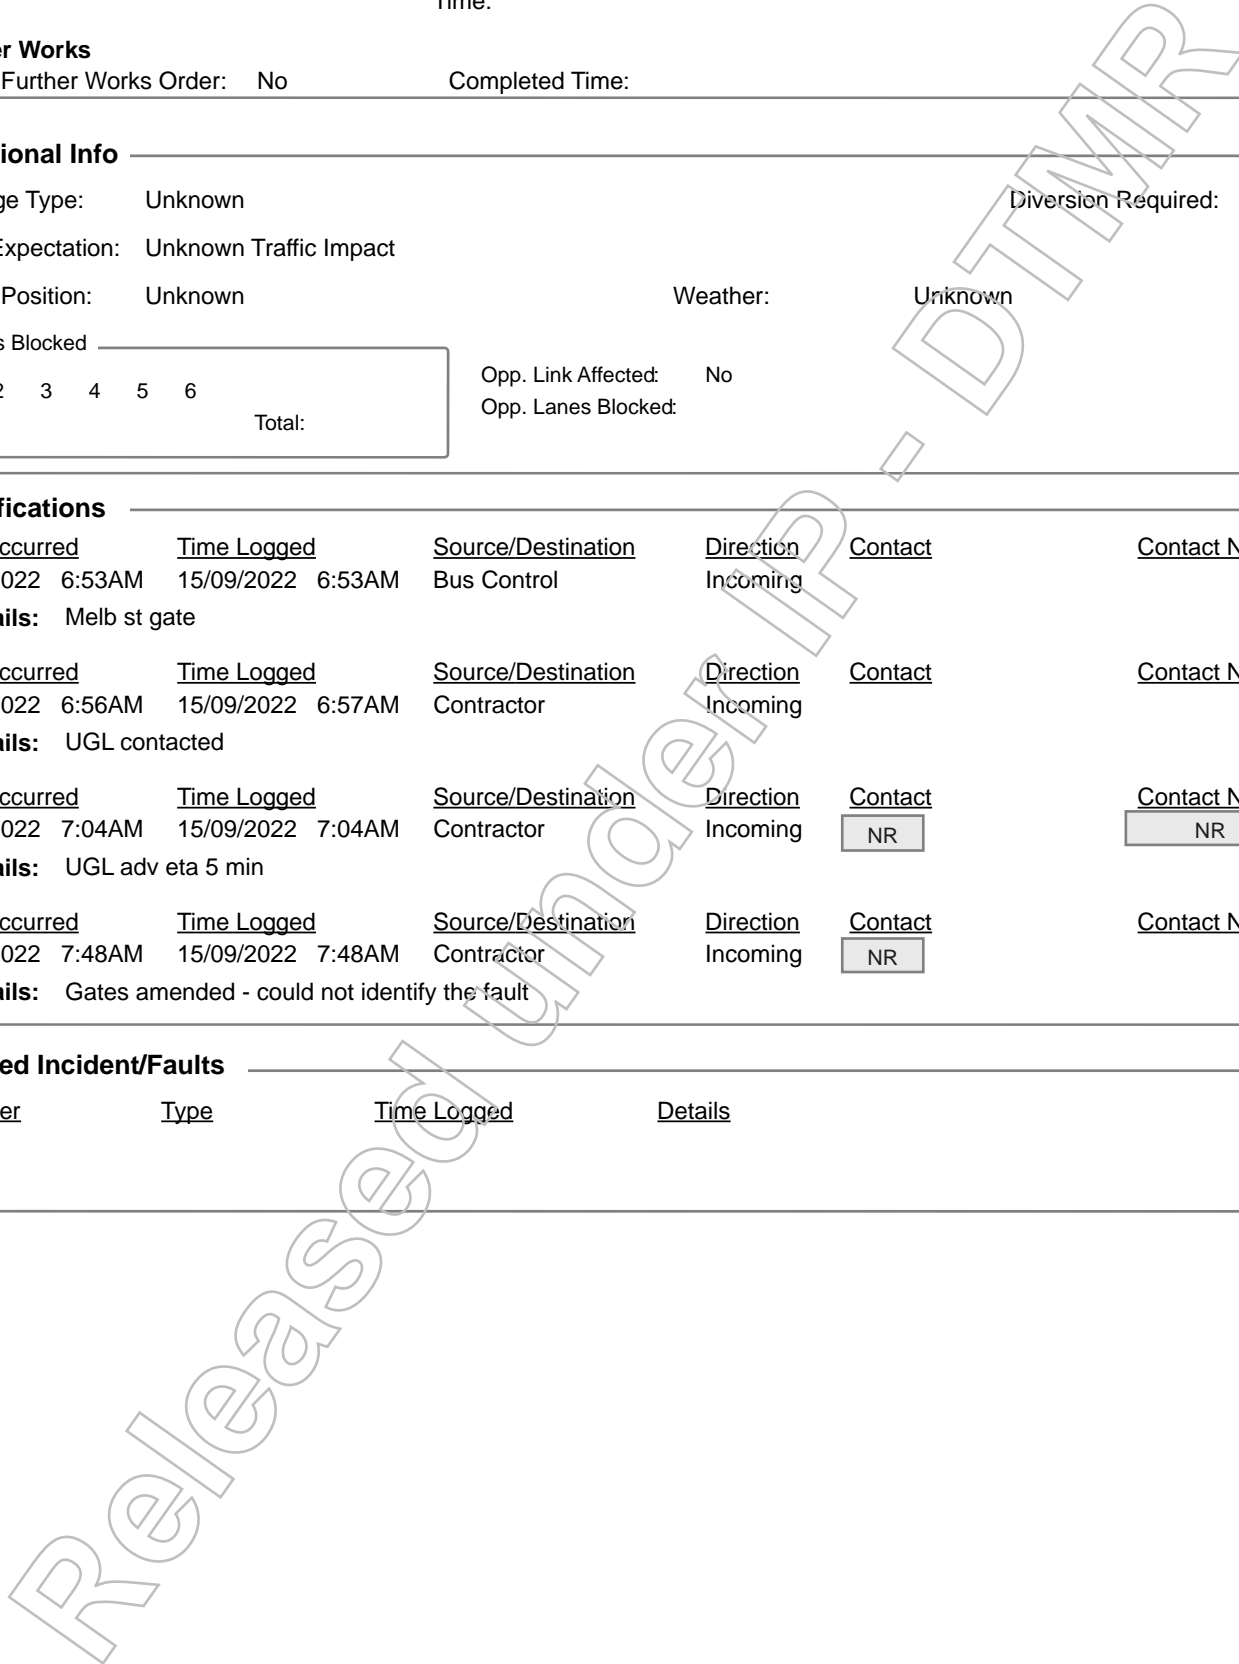 Time:
er Works
Further Works Order: No Completed Time:
ional Info
ge Type: Unknown Diversion Required:
Expectation: Unknown Traffic Impact
Position: Unknown Weather: Unknown
s Blocked
2 3 4 5 6
Total:
Opp. Link Affected: No
Opp. Lanes Blocked:
fications
ccurred Time Logged Source/Destination Direction Contact Contact N
022 6:53AM 15/09/2022 6:53AM Bus Control Incoming
ails: Melb st gate
ccurred Time Logged Source/Destination Direction Contact Contact N
022 6:56AM 15/09/2022 6:57AM Contractor Incoming
ails: UGL contacted
ccurred Time Logged Source/Destination Direction Contact Contact N
022 7:04AM 15/09/2022 7:04AM Contractor Incoming NR NR
ails: UGL adv eta 5 min
ccurred Time Logged Source/Destination Direction Contact Contact N
022 7:48AM 15/09/2022 7:48AM Contractor Incoming NR
ails: Gates amended - could not identify the fault
ed Incident/Faults
er Type Time Logged Details
Released under IP - DTMR